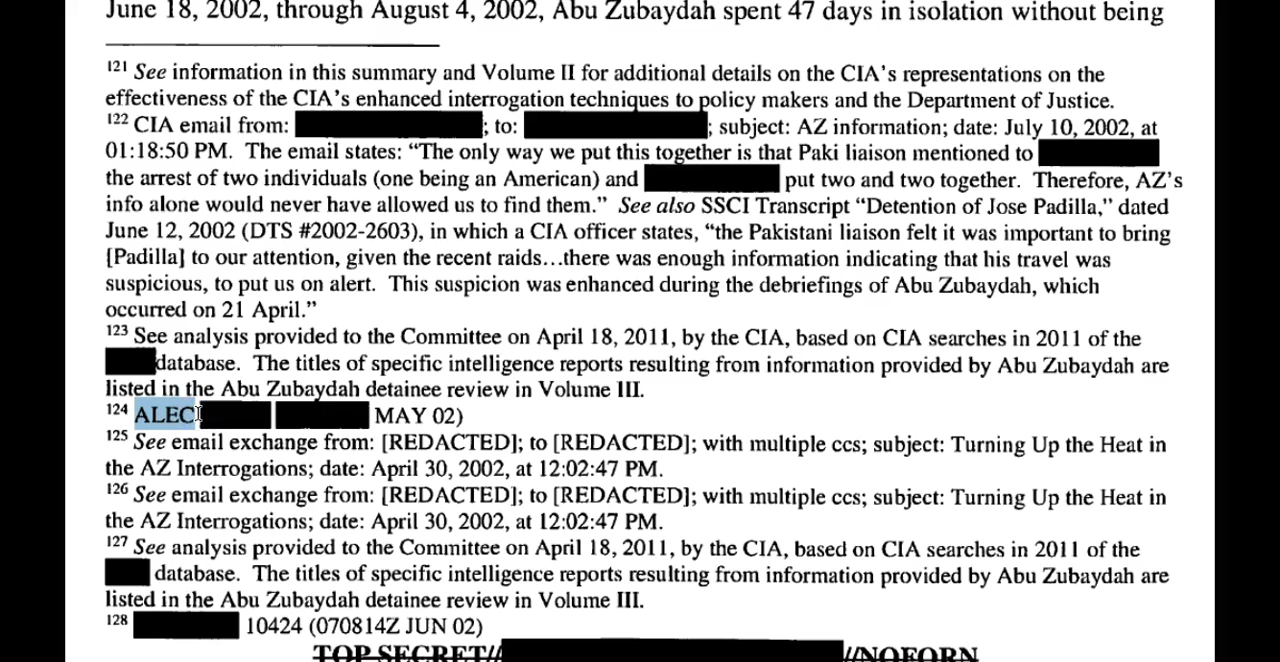 June 18, 2002, through August 4, 2002, Abu Zubaydah spent 47 days in isolation without being
121 See information in this summary and Volume II for additional details on the CIA's representations on the
effectiveness of the CIA's enhanced interrogation techniques to policy makers and the Department of Justice.
122 CIA email from: ; to: ; subject: AZ information; date: July 10, 2002, at
01:18:50 PM. The email states: "The only way we put this together is that Paki liaison mentioned to
the arrest of two individuals (one being an American) and put two and two together. Therefore, AZ's
info alone would never have allowed us to find them." See also SSCI Transcript "Detention of Jose Padilla," dated
June 12, 2002 (DTS #2002-2603), in which a CIA officer states, "the Pakistani liaison felt it was important to bring
[Padilla] to our attention, given the recent raids...there was enough information indicating that his travel was
suspicious, to put us on alert. This suspicion was enhanced during the debriefings of Abu Zubaydah, which
occurred on 21 April."
123 See analysis provided to the Committee on April 18, 2011, by the CIA, based on CIA searches in 2011 of the
database. The titles of specific intelligence reports resulting from information provided by Abu Zubaydah are
listed in the Abu Zubaydah detainee review in Volume III.
124 ALEC MAY 02)
125 See email exchange from: [REDACTED]; to [REDACTED]; with multiple ccs; subject: Turning Up the Heat in
the AZ Interrogations; date: April 30, 2002, at 12:02:47 PM.
126 See email exchange from: [REDACTED]; to [REDACTED]; with multiple ccs; subject: Turning Up the Heat in
the AZ Interrogations; date: April 30, 2002, at 12:02:47 PM.
127 See analysis provided to the Committee on April 18, 2011, by the CIA, based on CIA searches in 2011 of the
database. The titles of specific intelligence reports resulting from information provided by Abu Zubaydah are
listed in the Abu Zubaydah detainee review in Volume III.
128 10424 (070814Z JUN 02)
TOP SECRET// //NOFORN